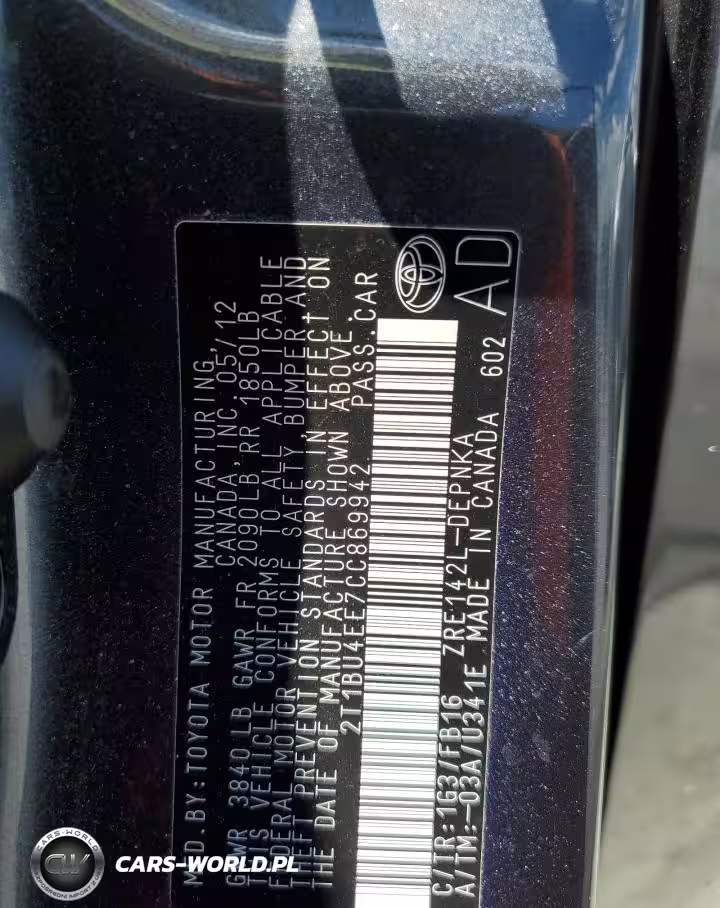 MFD.BY:TOYOTA MOTOR MANUFACTURING,
CANADA, INC. 05/12
GVWR 3840 LB GAWR FR 2090LB, RR 1850LB
THIS VEHICLE CONFORMS TO ALL APPLICABLE
FEDERAL MOTOR VEHICLE SAFETY BUMPER AND
THEFT PREVENTION STANDARDS IN EFFECT ON
THE DATE OF MANUFACTURE SHOWN ABOVE.
2T1BU4EE7CC869942 PASS.CAR
C/TR:1G3/FB16 ZRE142L-DEPNKA
A/TM:-03A/U341E MADE IN CANADA 602
AD
CARS-WORLD
CW
CARS-WORLD.PL